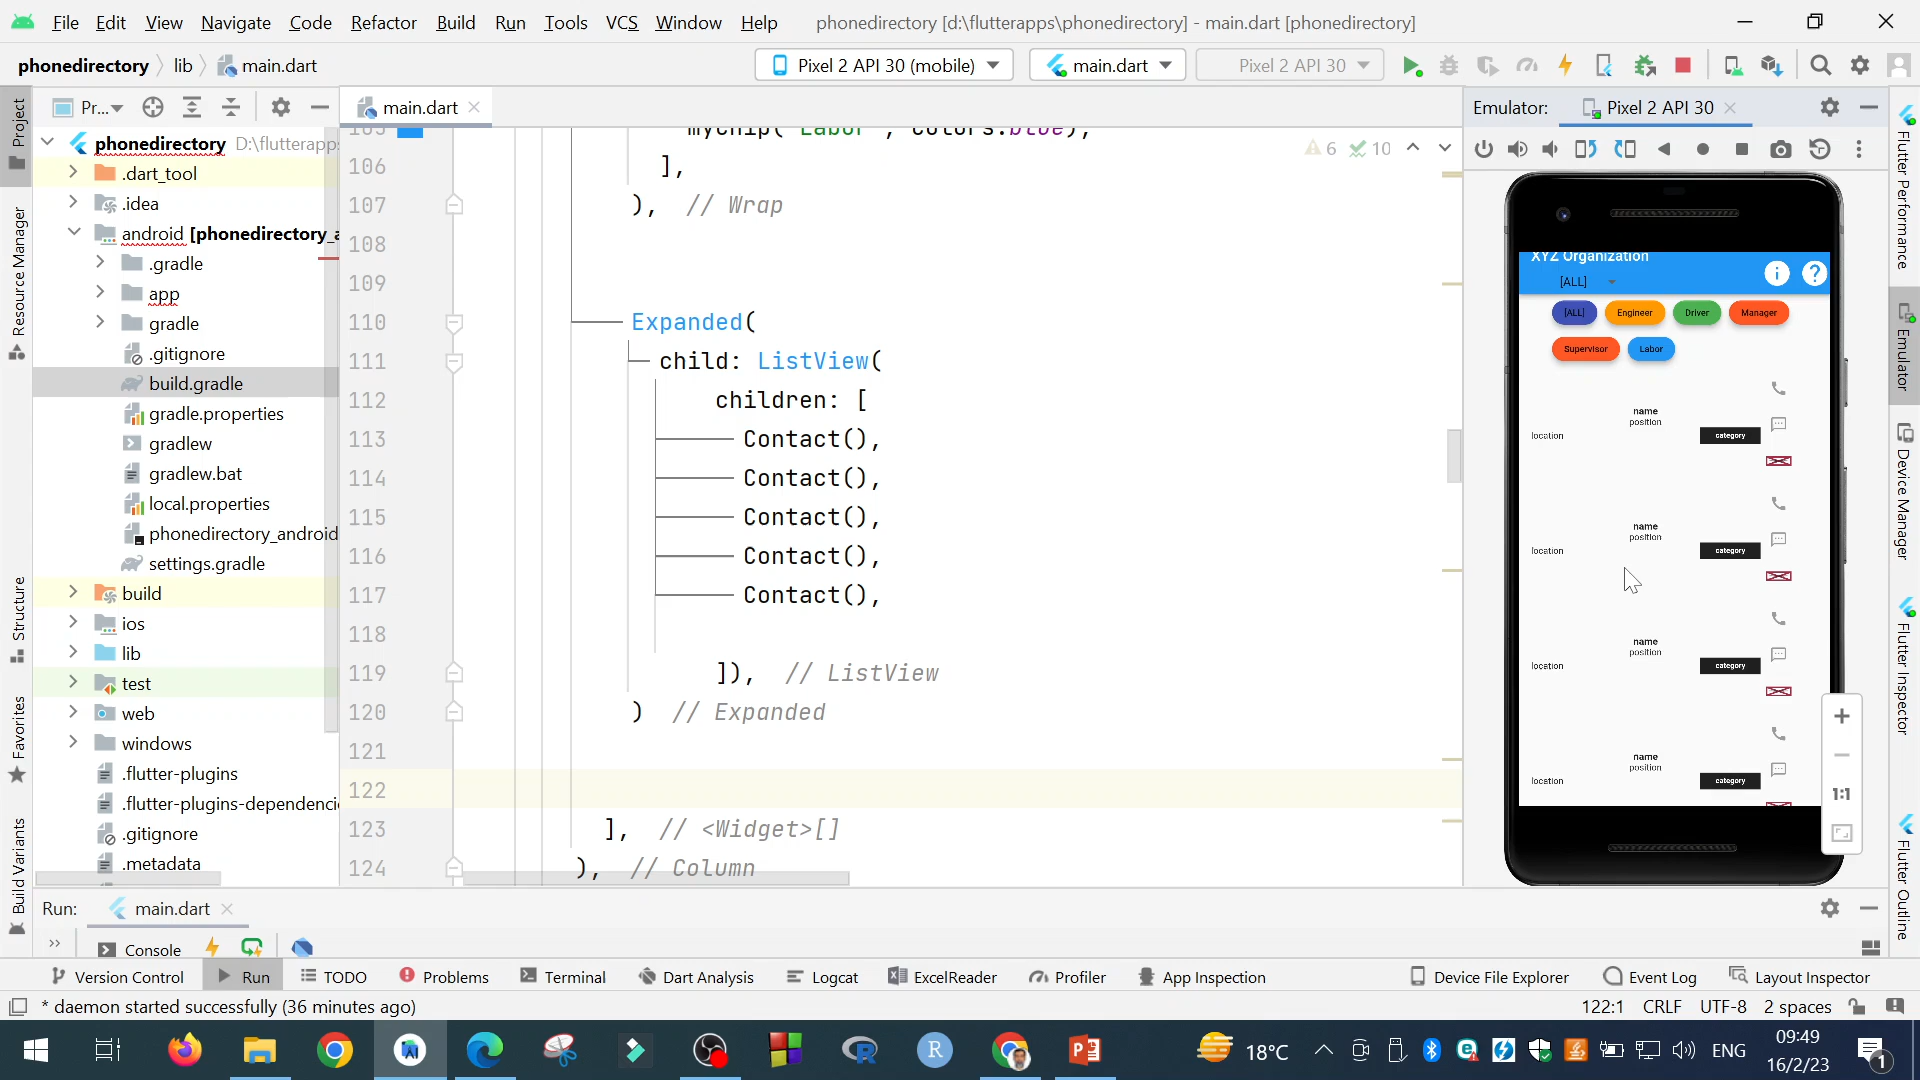 File Edit View Navigate Code Refactor Build Run Tools VCS Window Help phonedirectory [d:\flutterapps\phonedirectory] - main.dart [phonedirectory]
phonedirectory lib main.dart Pixel 2 API 30 (mobile) main.dart Pixel 2 API 30
Pr... main.dart Emulator: Pixel 2 API 30
Project
Resource Manager
Structure
Favorites
Build Variants
phonedirectory D:\flutterapp
.dart_tool
.idea
android [phonedirectory_a
.gradle
app
gradle
.gitignore
build.gradle
gradle.properties
gradlew
gradlew.bat
local.properties
phonedirectory_android
settings.gradle
build
ios
lib
test
web
windows
.flutter-plugins
.flutter-plugins-dependenci
.gitignore
.metadata
6 10
105 mychip("Labor", Colors.blue),
106 ],
107 ), // Wrap
108
109
110 Expanded(
111 child: ListView(
112 children: [
113 Contact(),
114 Contact(),
115 Contact(),
116 Contact(),
117 Contact(),
118
119 ]), // ListView
120 ) // Expanded
121
122
123 ], // <Widget>[]
124 ), // Column
XYZ Organization
[ALL]
[ALL] Engineer Driver Manager
Supervisor Labor
name
position
location category
name
position
location category
name
position
location category
name
position
location category
1:1
Flutter Performance
Emulator
Device Manager
Flutter Inspector
Flutter Outline
Run: main.dart
Console
Version Control Run TODO Problems Terminal Dart Analysis Logcat ExcelReader Profiler App Inspection Device File Explorer Event Log Layout Inspector
* daemon started successfully (36 minutes ago) 122:1 CRLF UTF-8 2 spaces
18°C ENG 09:49
16/2/23
1